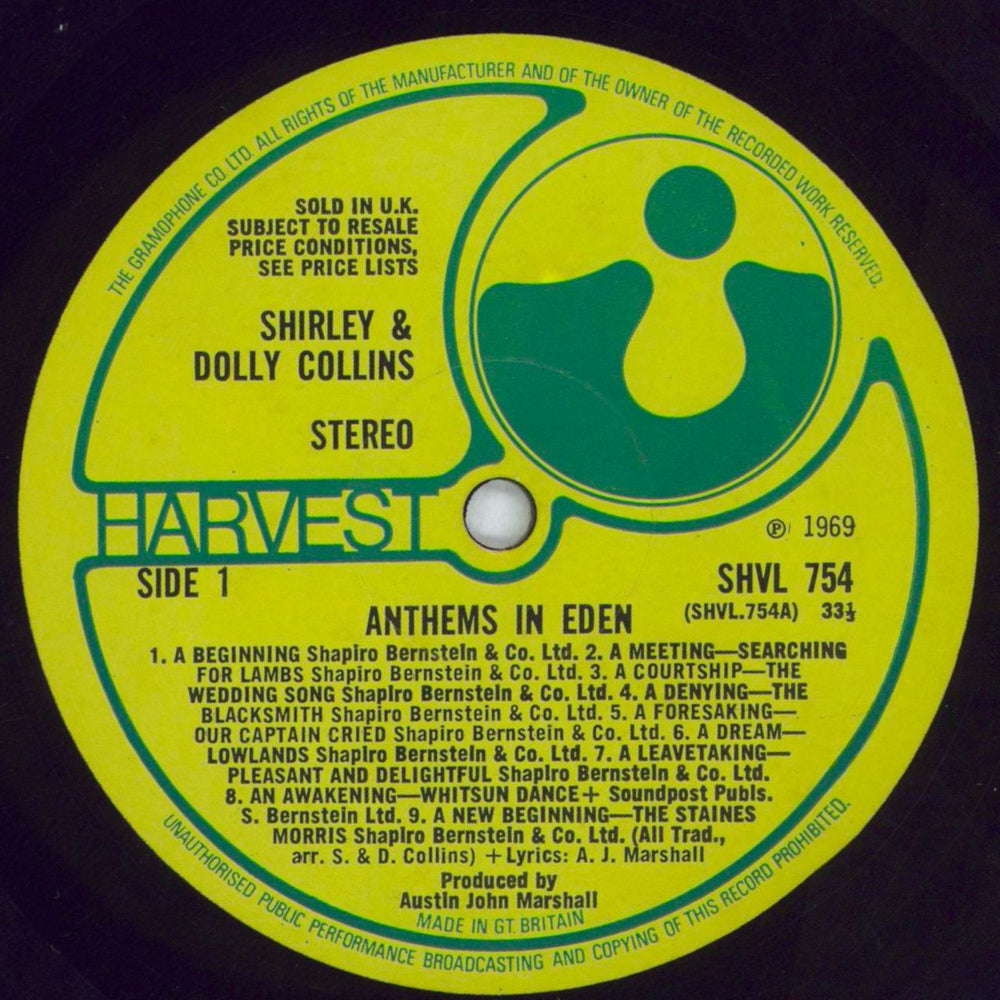 THE GRAMOPHONE CO. LTD. ALL RIGHTS OF THE MANUFACTURER AND OF THE OWNER OF THE RECORDED WORK RESERVED.
SOLD IN U.K.
SUBJECT TO RESALE
PRICE CONDITIONS,
SEE PRICE LISTS
SHIRLEY &
DOLLY COLLINS
STEREO
HARVEST
℗ 1969
SIDE 1
SHVL 754
(SHVL.754A) 33⅓
ANTHEMS IN EDEN
1. A BEGINNING Shapiro Bernstein & Co. Ltd. 2. A MEETING—SEARCHING
FOR LAMBS Shapiro Bernstein & Co. Ltd. 3. A COURTSHIP—THE
WEDDING SONG Shapiro Bernstein & Co. Ltd. 4. A DENYING—THE
BLACKSMITH Shapiro Bernstein & Co. Ltd. 5. A FORESAKING—
OUR CAPTAIN CRIED Shapiro Bernstein & Co. Ltd. 6. A DREAM—
LOWLANDS Shapiro Bernstein & Co. Ltd. 7. A LEAVETAKING—
PLEASANT AND DELIGHTFUL Shapiro Bernstein & Co. Ltd.
8. AN AWAKENING—WHITSUN DANCE+ Soundpost Publs.
S. Bernstein Ltd. 9. A NEW BEGINNING—THE STAINES
MORRIS Shapiro Bernstein & Co. Ltd. (All Trad.,
arr. S. & D. Collins) +Lyrics: A. J. Marshall
Produced by
Austin John Marshall
MADE IN GT. BRITAIN
UNAUTHORISED PUBLIC PERFORMANCE BROADCASTING AND COPYING OF THIS RECORD PROHIBITED.